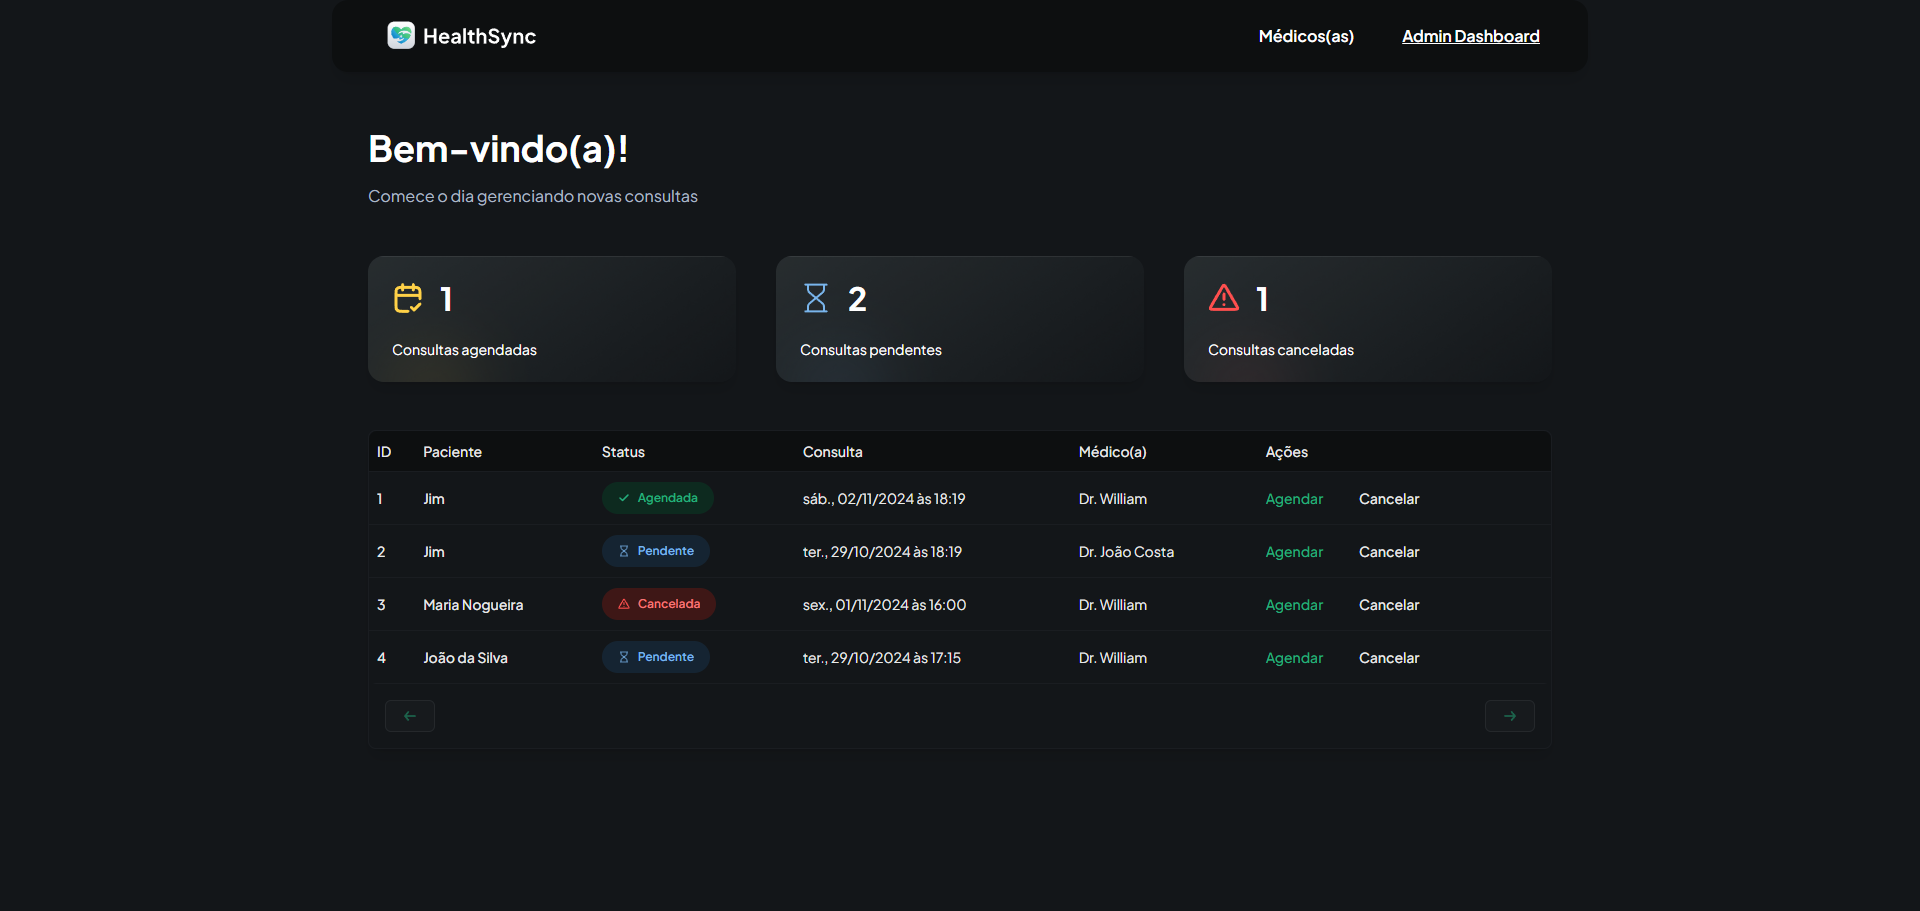 HealthSync Médicos(as) Admin Dashboard
Bem-vindo(a)!
Comece o dia gerenciando novas consultas
1
Consultas agendadas
2
Consultas pendentes
1
Consultas canceladas
ID Paciente Status Consulta Médico(a) Ações
1 Jim Agendada sáb., 02/11/2024 às 18:19 Dr. William Agendar Cancelar
2 Jim Pendente ter., 29/10/2024 às 18:19 Dr. João Costa Agendar Cancelar
3 Maria Nogueira Cancelada sex., 01/11/2024 às 16:00 Dr. William Agendar Cancelar
4 João da Silva Pendente ter., 29/10/2024 às 17:15 Dr. William Agendar Cancelar